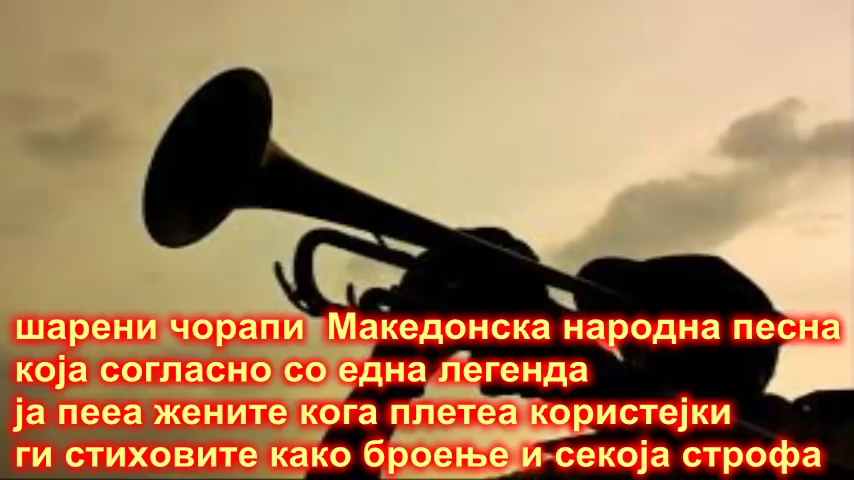 шарени чорапи  Македонска народна песна
која согласно со една легенда
ја пееа жените кога плетеа користејки
ги стиховите како броење и секоја строфа